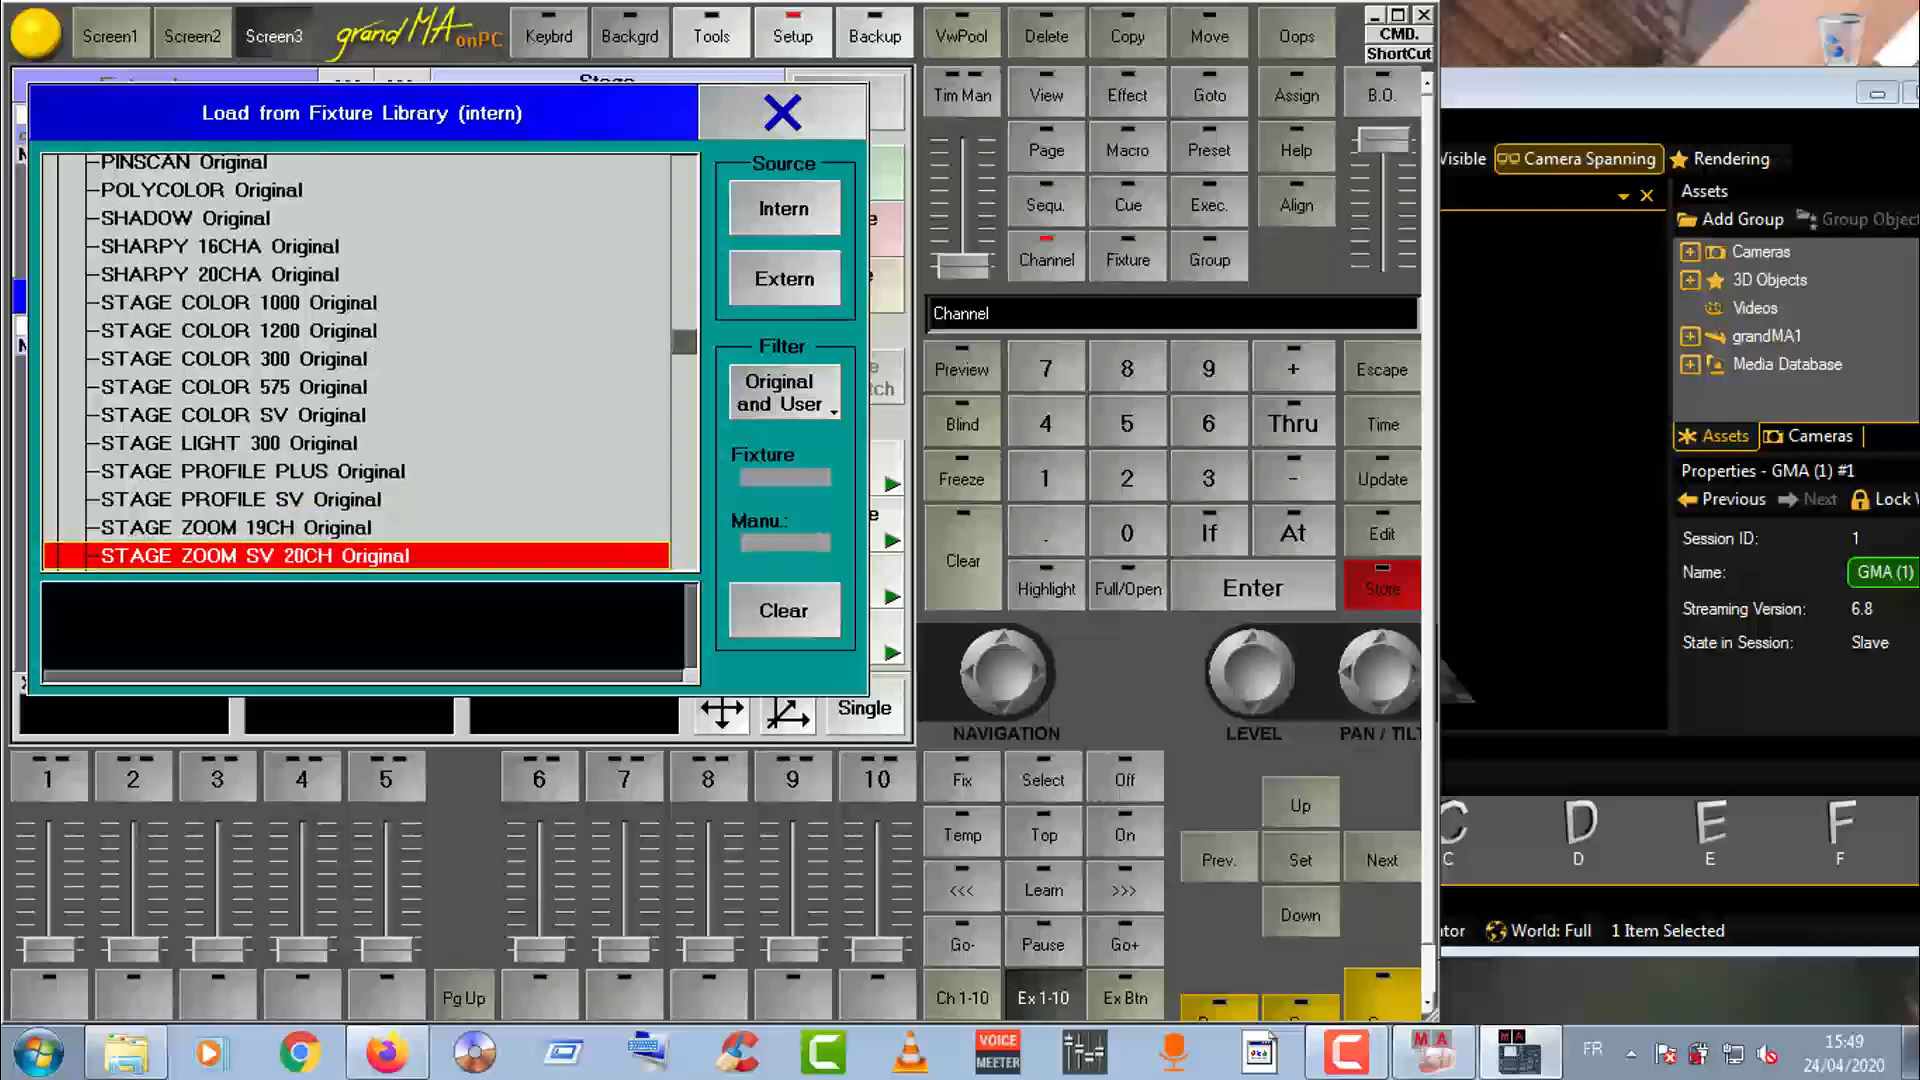 Screen1 Screen2 Screen3 grandMA onPC Keybrd Backgrd Tools Setup Backup VwPool Delete Copy Move Oops CMD. ShortCut
Stage
Load from Fixture Library (intern)
PINSCAN Original
POLYCOLOR Original
SHADOW Original
SHARPY 16CHA Original
SHARPY 20CHA Original
STAGE COLOR 1000 Original
STAGE COLOR 1200 Original
STAGE COLOR 300 Original
STAGE COLOR 575 Original
STAGE COLOR SV Original
STAGE LIGHT 300 Original
STAGE PROFILE PLUS Original
STAGE PROFILE SV Original
STAGE ZOOM 19CH Original
STAGE ZOOM SV 20CH Original
Source
Intern
Extern
Filter
Original
and User
Fixture
Manu.:
Clear
Single
Tim Man View Effect Goto Assign B.O.
Page Macro Preset Help
Sequ. Cue Exec. Align
Channel Fixture Group
Channel
Preview 7 8 9 + Escape
Blind 4 5 6 Thru Time
Freeze 1 2 3 - Update
Clear . 0 If At Edit
Highlight Full/Open Enter Store
NAVIGATION LEVEL PAN / TILT
1 2 3 4 5 6 7 8 9 10
Fix Select Off
Temp Top On
<<< Learn >>>
Go- Pause Go+
Pg Up Ch 1-10 Ex 1-10 Ex Btn
Up
Prev. Set Next
Down
Visible Camera Spanning Rendering
Assets
Add Group Group Object
Cameras
3D Objects
Videos
grandMA1
Media Database
Assets Cameras
Properties - GMA (1) #1
Previous Next Lock
Session ID: 1
Name: GMA (1)
Streaming Version: 6.8
State in Session: Slave
C D E F
C D E F
World: Full 1 Item Selected
VOICE
MEETER
MA
MA
FR
15:49
24/04/2020